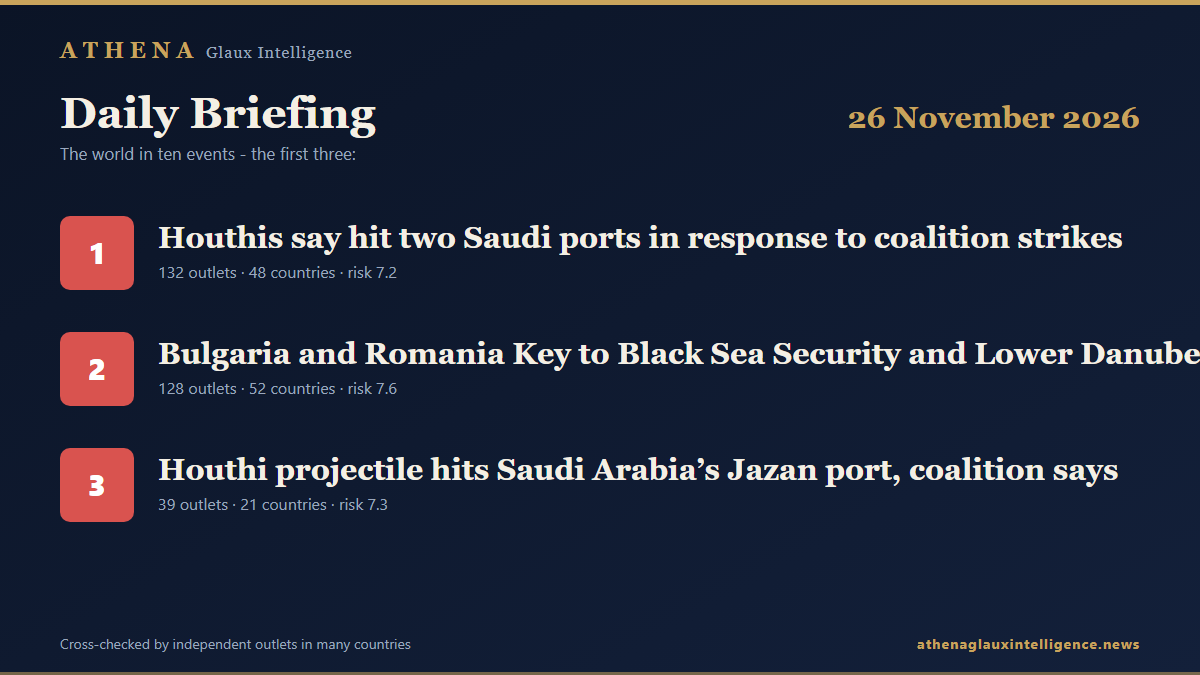 ATHENA Glaux Intelligence
Daily Briefing
26 November 2026
The world in ten events - the first three:
1
Houthis say hit two Saudi ports in response to coalition strikes
132 outlets · 48 countries · risk 7.2
2
Bulgaria and Romania Key to Black Sea Security and Lower Danube
128 outlets · 52 countries · risk 7.6
3
Houthi projectile hits Saudi Arabia’s Jazan port, coalition says
39 outlets · 21 countries · risk 7.3
Cross-checked by independent outlets in many countries
athenaglauxintelligence.news